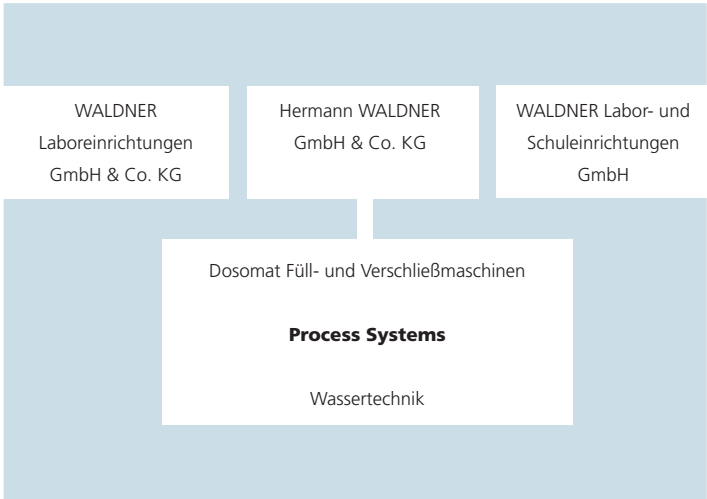 WALDNER
Laboreinrichtungen
GmbH & Co. KG
Hermann WALDNER
GmbH & Co. KG
WALDNER Labor- und
Schuleinrichtungen
GmbH
Dosomat Füll- und Verschließmaschinen
Process Systems
Wassertechnik